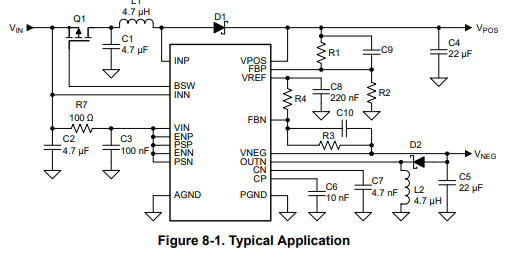 L1
4.7 µH
D1
Q1
VIN
VPOS
C1
4.7 µF
R1
C9
C4
22 µF
INP
VPOS
FBP
VREF
BSW
INN
C8
220 nF
R4
R2
R7
100 Ω
C10
FBN
VIN
ENP
PSP
ENN
PSN
R3
C2
4.7 µF
C3
100 nF
D2
VNEG
VNEG
OUTN
CN
CP
C6
10 nF
C7
4.7 nF
L2
4.7 µH
C5
22 µF
AGND
PGND
Figure 8-1. Typical Application